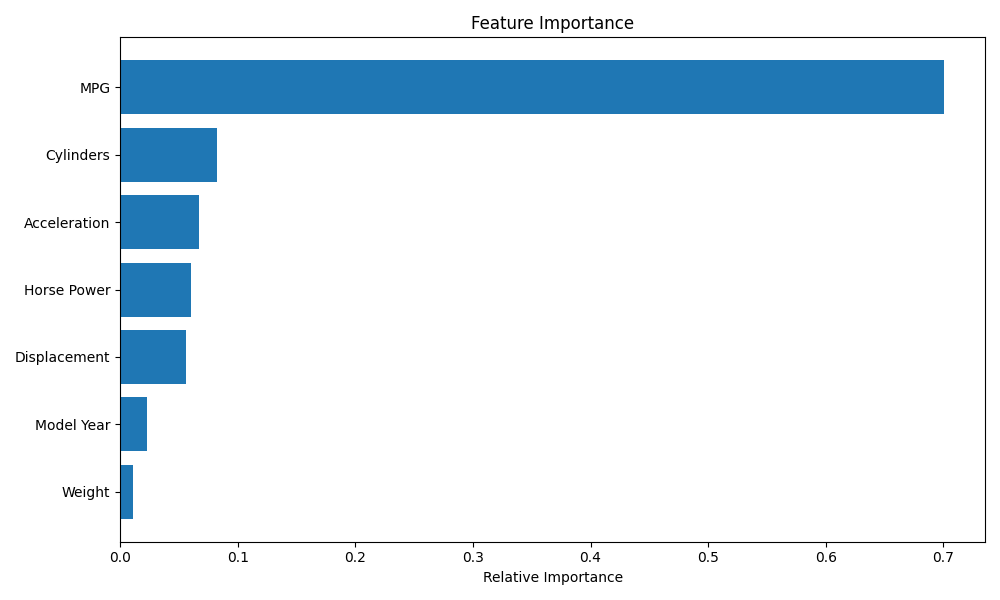 Feature Importance
MPG
Cylinders
Acceleration
Horse Power
Displacement
Model Year
Weight
0.0 0.1 0.2 0.3 0.4 0.5 0.6 0.7
Relative Importance